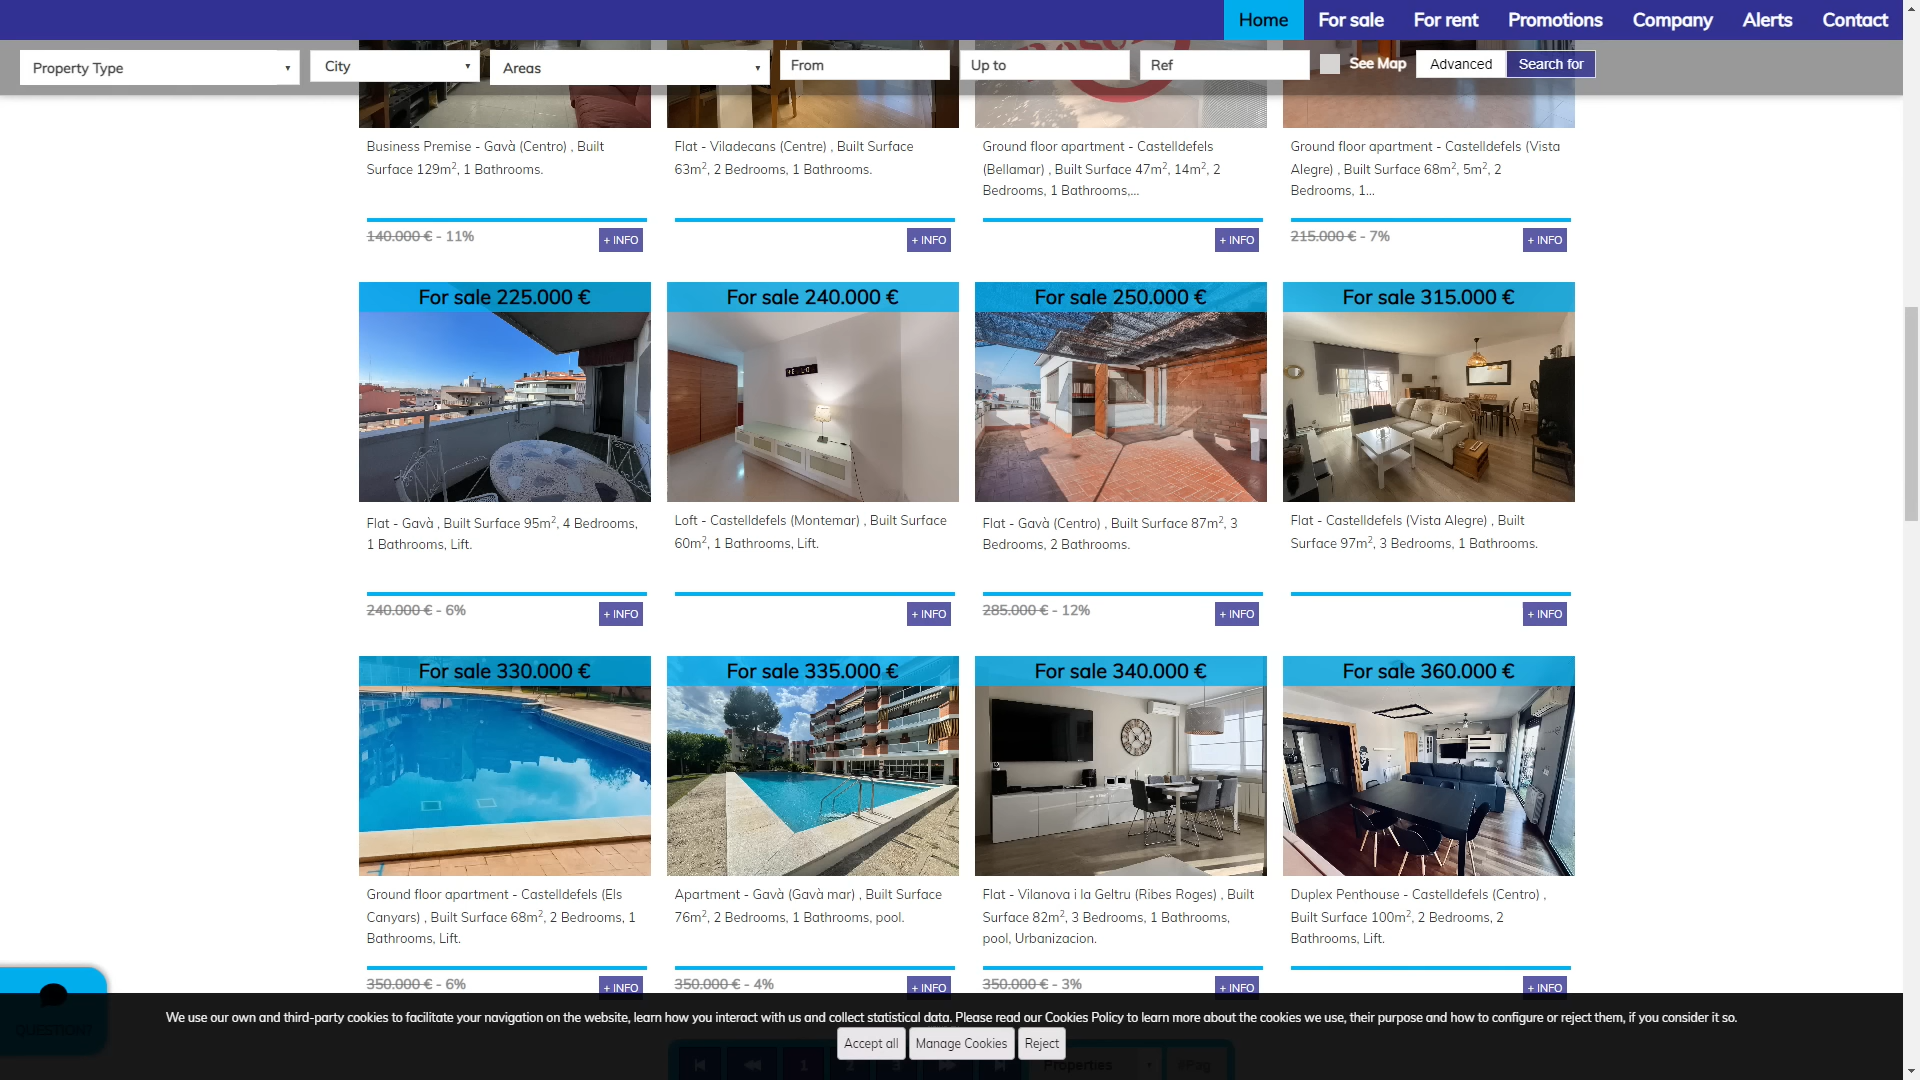 Home For sale For rent Promotions Company Alerts Contact
Property Type City Areas From Up to Ref See Map Advanced Search for
Business Premise - Gavà (Centro) , Built
Surface 129m², 1 Bathrooms.
140.000 € - 11%
+ INFO
Flat - Viladecans (Centre) , Built Surface
63m², 2 Bedrooms, 1 Bathrooms.
+ INFO
Ground floor apartment - Castelldefels
(Bellamar) , Built Surface 47m², 14m², 2
Bedrooms, 1 Bathrooms,...
+ INFO
Ground floor apartment - Castelldefels (Vista
Alegre) , Built Surface 68m², 5m², 2
Bedrooms, 1...
215.000 € - 7%
+ INFO
For sale 225.000 €
Flat - Gavà , Built Surface 95m², 4 Bedrooms,
1 Bathrooms, Lift.
240.000 € - 6%
+ INFO
For sale 240.000 €
Loft - Castelldefels (Montemar) , Built Surface
60m², 1 Bathrooms, Lift.
+ INFO
For sale 250.000 €
Flat - Gavà (Centro) , Built Surface 87m², 3
Bedrooms, 2 Bathrooms.
285.000 € - 12%
+ INFO
For sale 315.000 €
Flat - Castelldefels (Vista Alegre) , Built
Surface 97m², 3 Bedrooms, 1 Bathrooms.
+ INFO
For sale 330.000 €
Ground floor apartment - Castelldefels (Els
Canyars) , Built Surface 68m², 2 Bedrooms, 1
Bathrooms, Lift.
350.000 € - 6%
+ INFO
For sale 335.000 €
Apartment - Gavà (Gavà mar) , Built Surface
76m², 2 Bedrooms, 1 Bathrooms, pool.
350.000 € - 4%
+ INFO
For sale 340.000 €
Flat - Vilanova i la Geltru (Ribes Roges) , Built
Surface 82m², 3 Bedrooms, 1 Bathrooms,
pool, Urbanizacion.
350.000 € - 3%
+ INFO
For sale 360.000 €
Duplex Penthouse - Castelldefels (Centro) ,
Built Surface 100m², 2 Bedrooms, 2
Bathrooms, Lift.
+ INFO
We use our own and third-party cookies to facilitate your navigation on the website, learn how you interact with us and collect statistical data. Please read our Cookies Policy to learn more about the cookies we use, their purpose and how to configure or reject them, if you consider it so.
Accept all Manage Cookies Reject
1 2 Properties